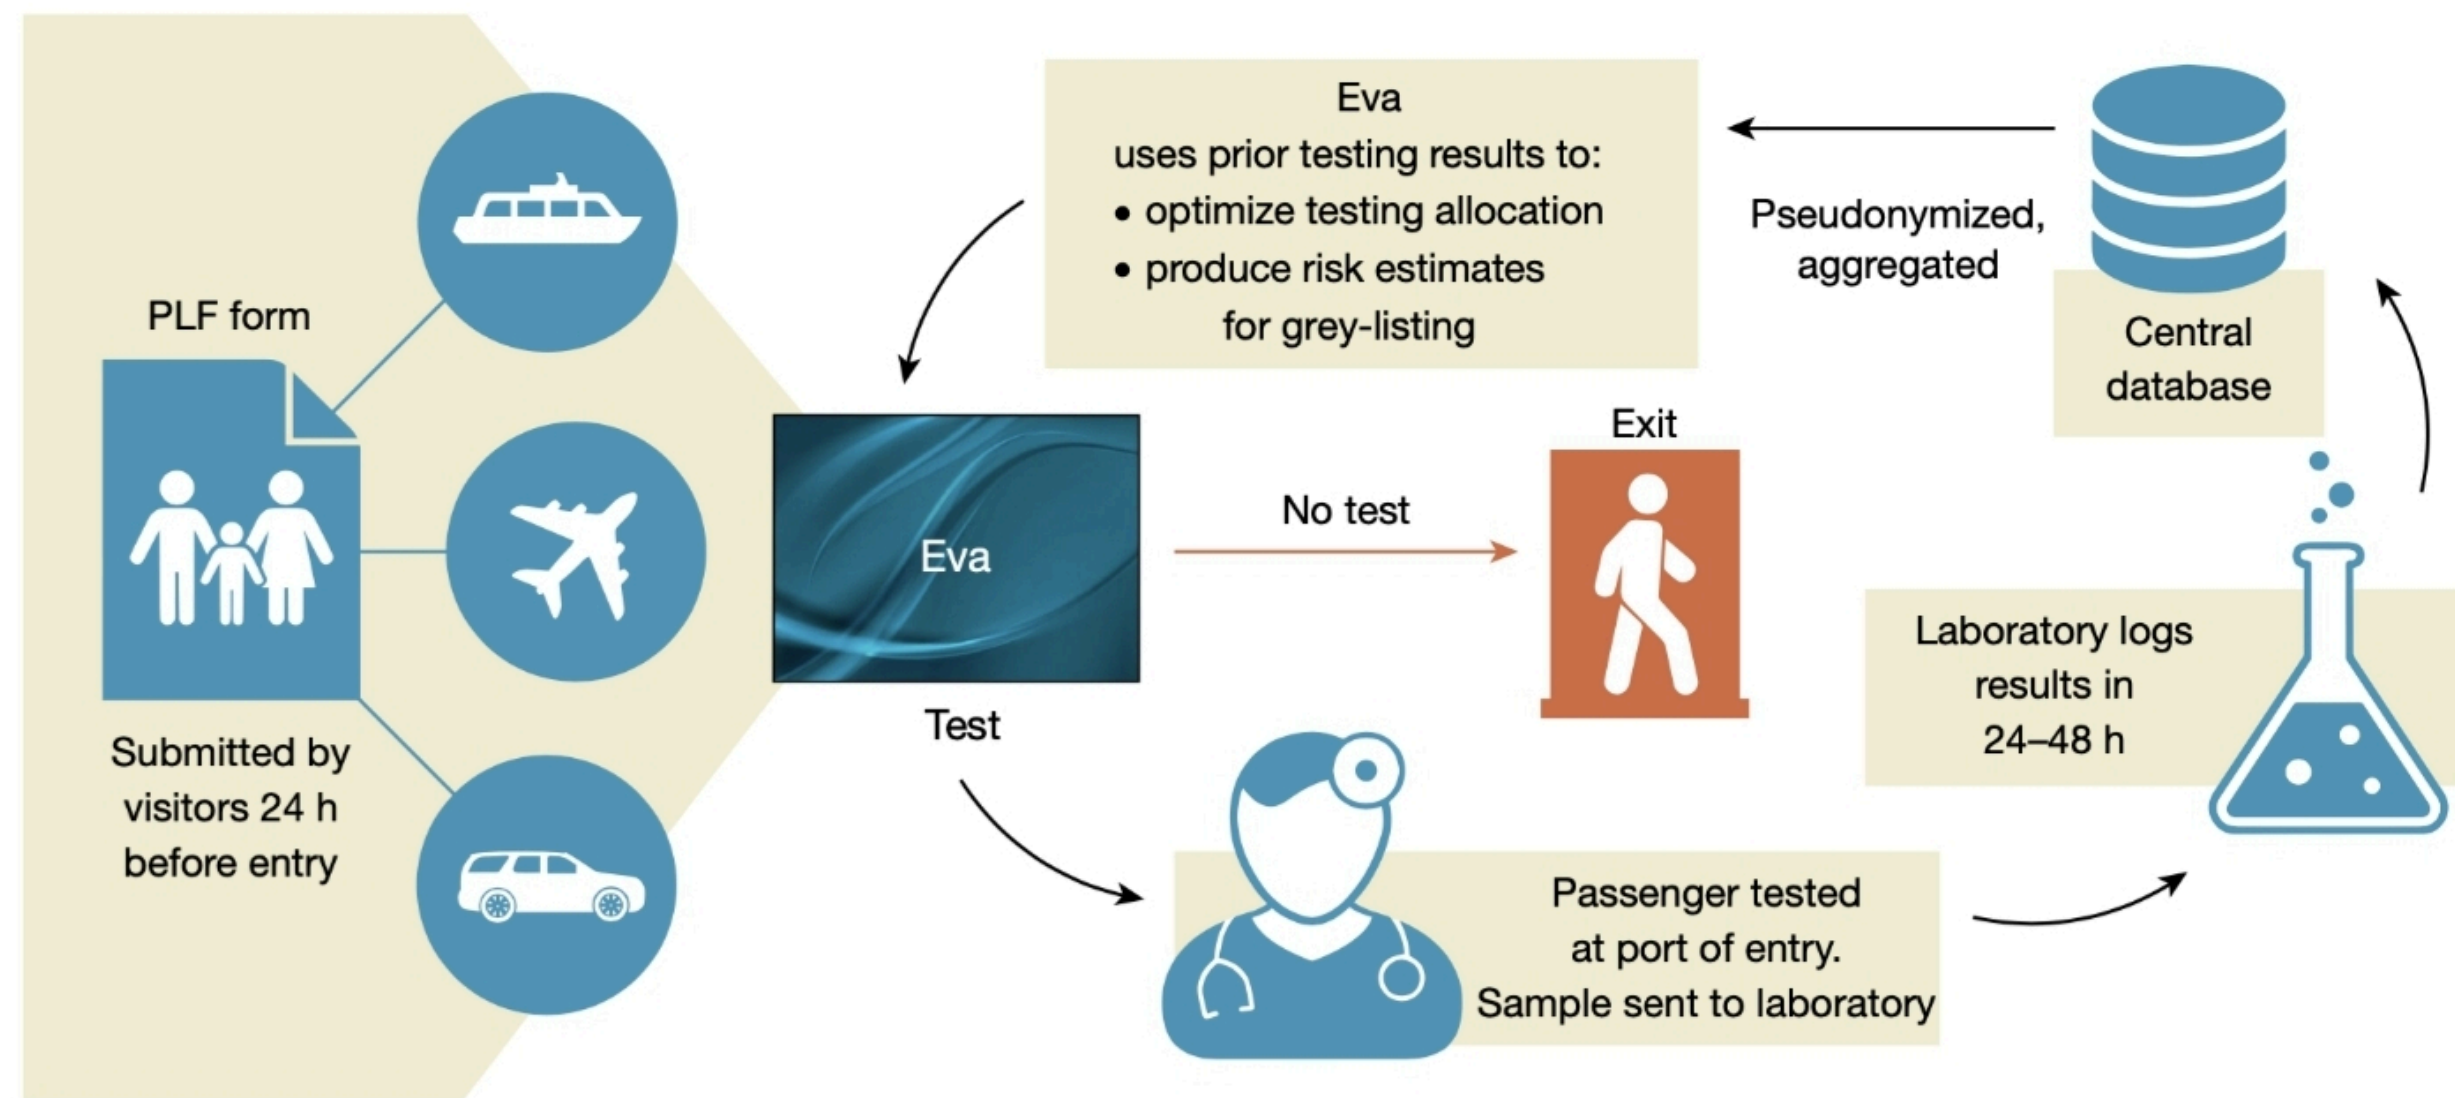 PLF form
Submitted by
visitors 24 h
before entry
Eva
uses prior testing results to:
• optimize testing allocation
• produce risk estimates
for grey-listing
Eva
Test
No test
Exit
Passenger tested
at port of entry.
Sample sent to laboratory
Laboratory logs
results in
24–48 h
Central
database
Pseudonymized,
aggregated